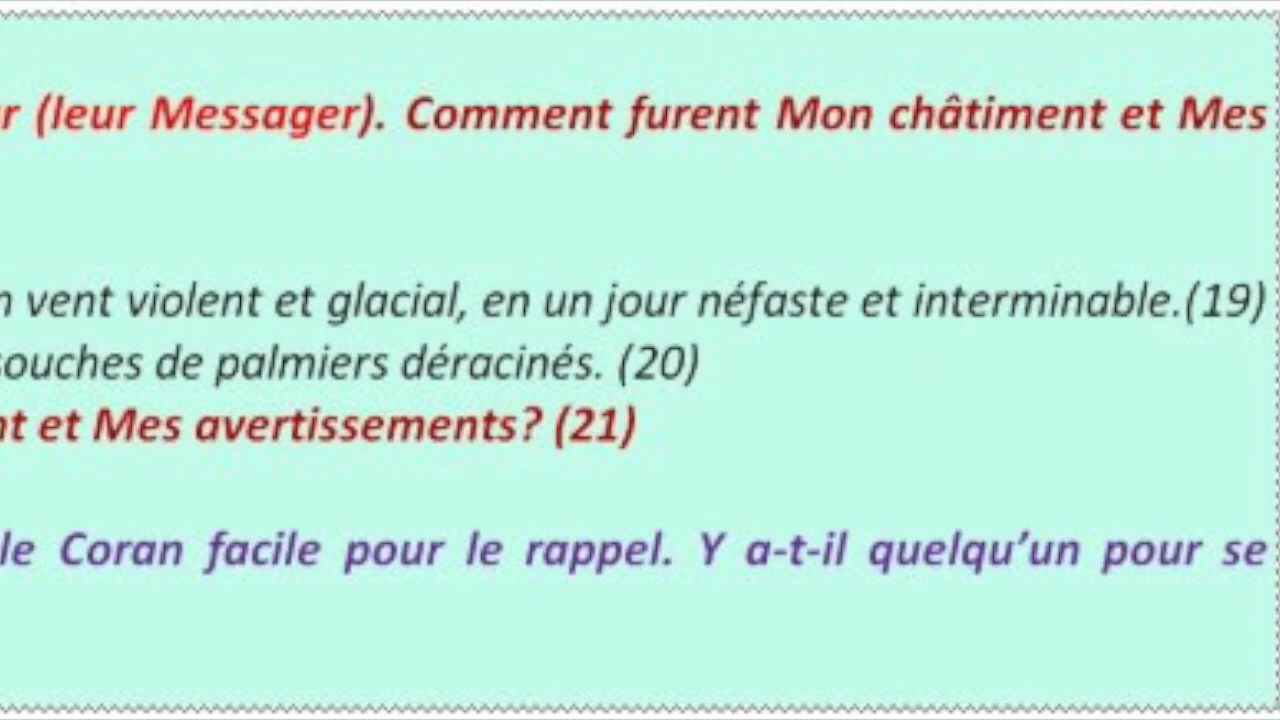 r (leur Messager). Comment furent Mon châtiment et Mes
vent violent et glacial, en un jour néfaste et interminable.(19)
souches de palmiers déracinés. (20)
nt et Mes avertissements? (21)
le Coran facile pour le rappel. Y a-t-il quelqu’un pour se